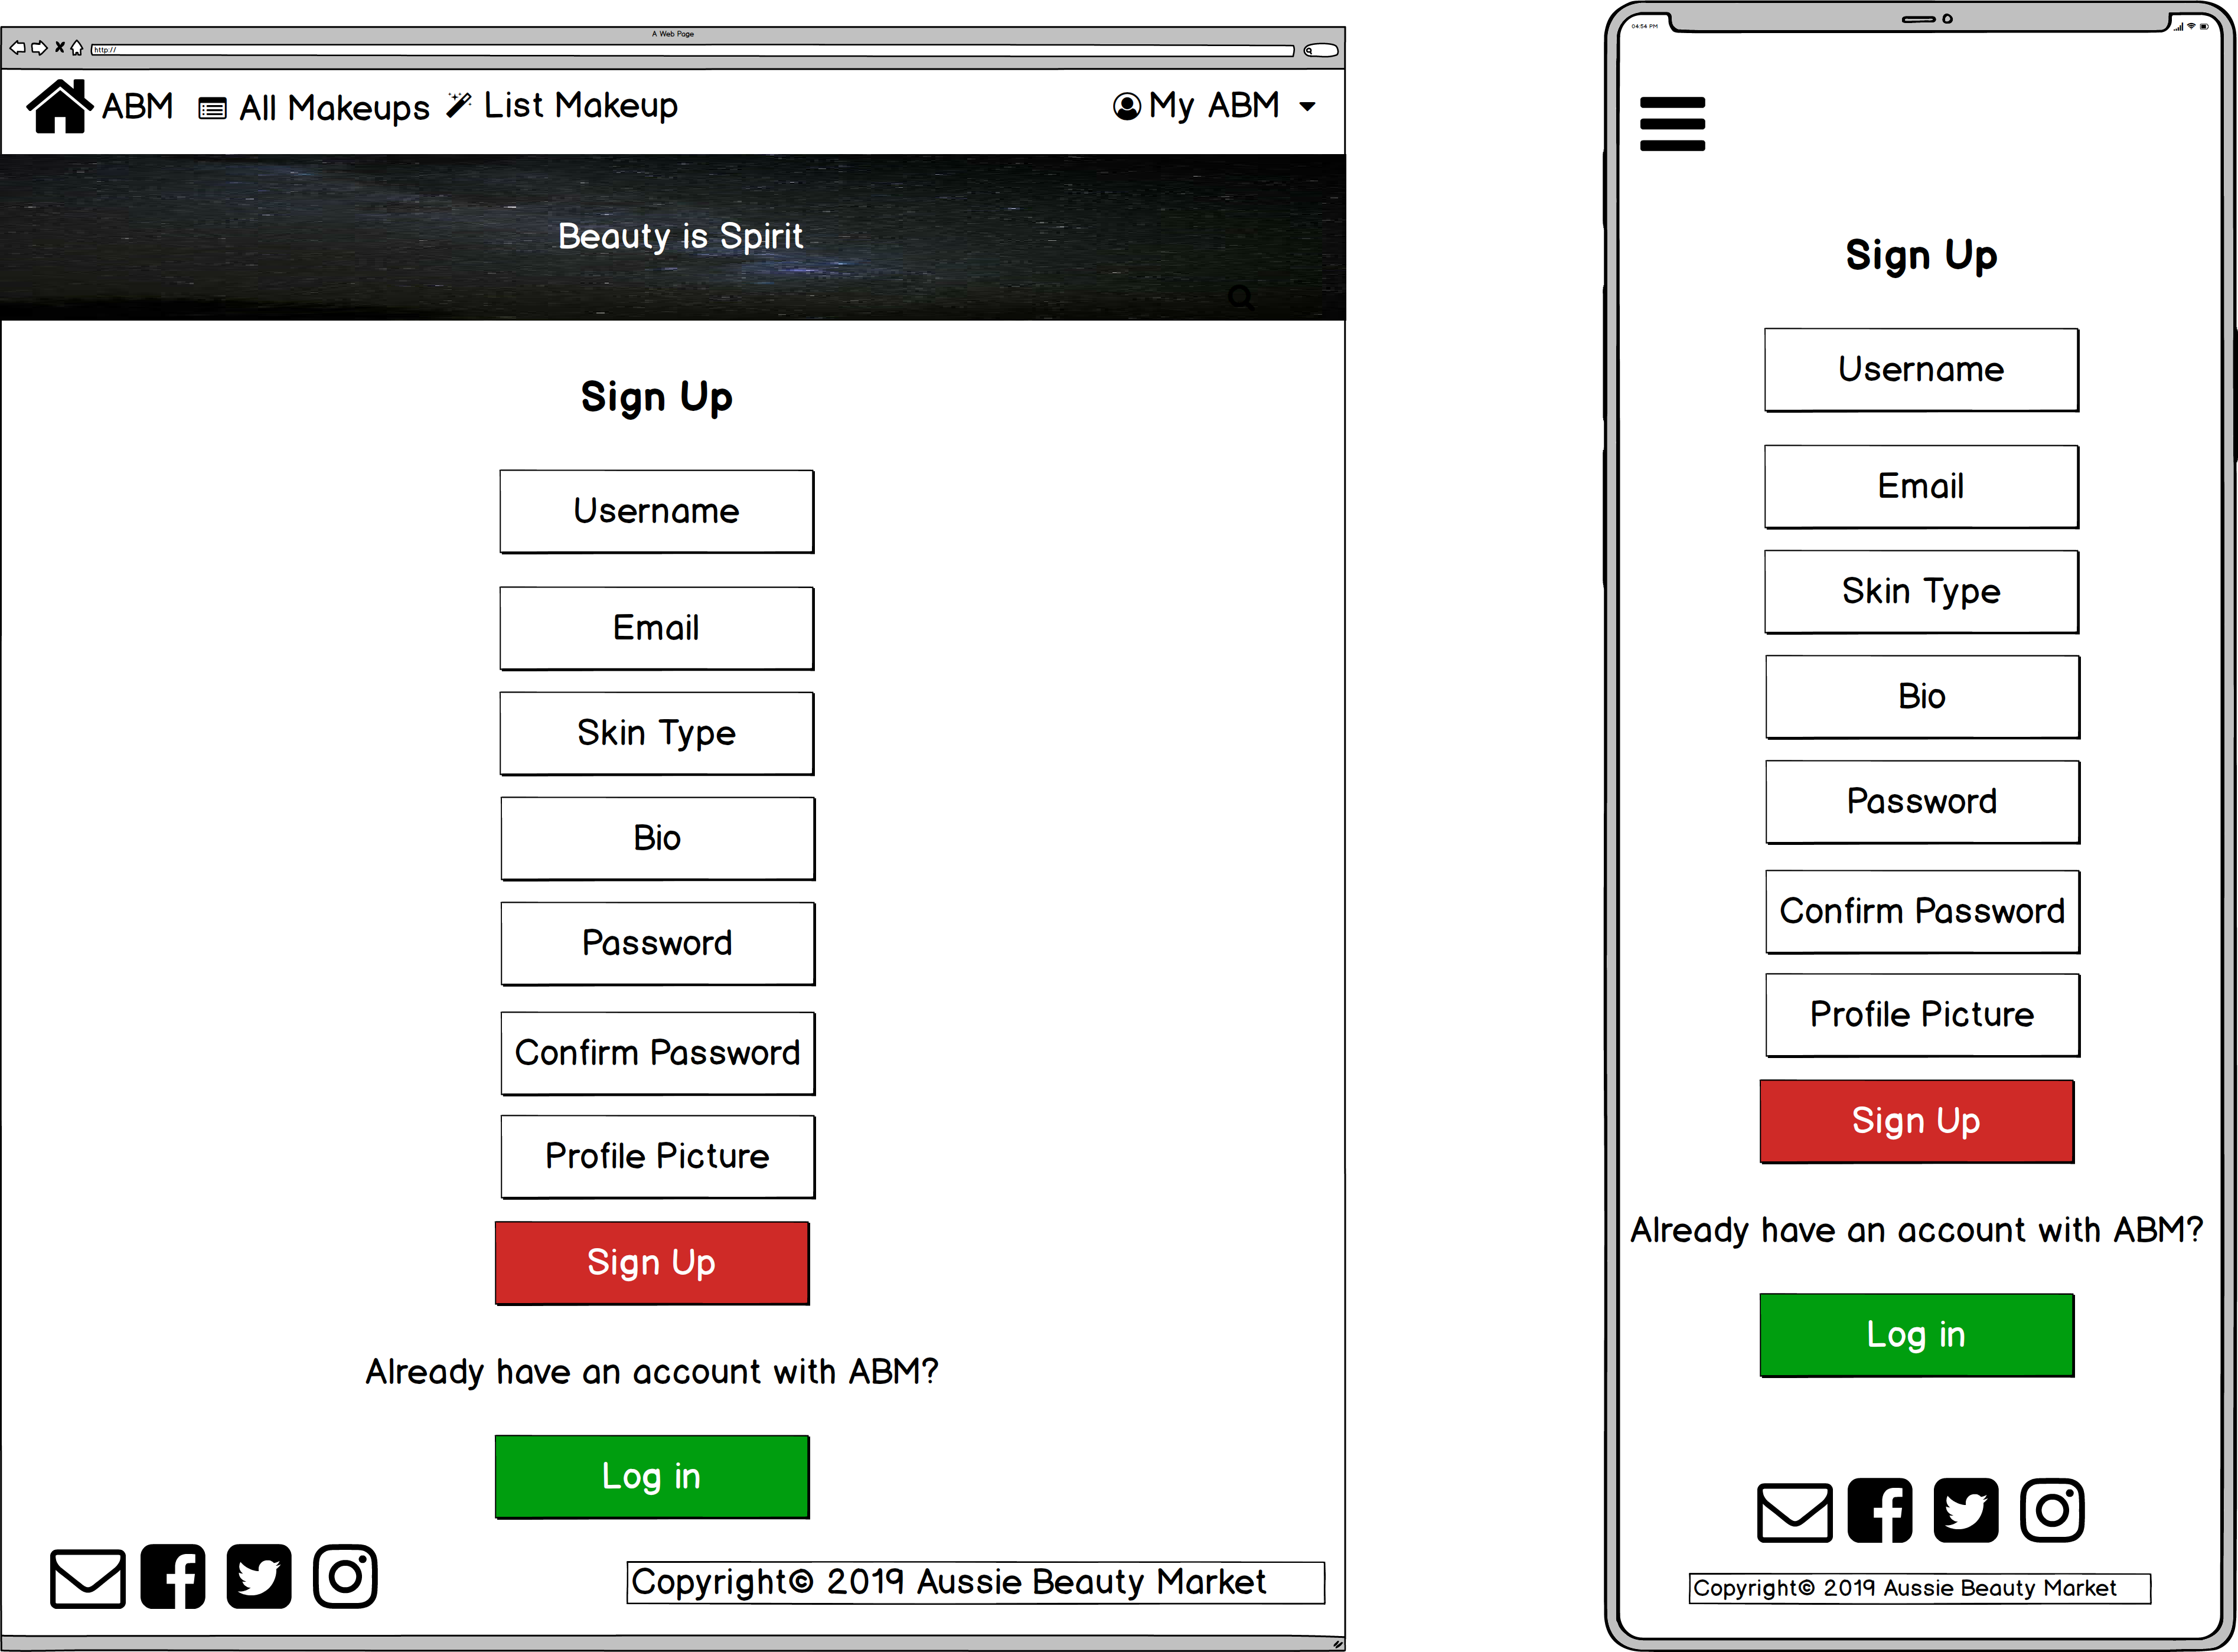 A Web Page
http://
ABM All Makeups List Makeup My ABM
Beauty is Spirit
Sign Up
Username
Email
Skin Type
Bio
Password
Confirm Password
Profile Picture
Sign Up
Already have an account with ABM?
Log in
Copyright© 2019 Aussie Beauty Market
04:54 PM
Sign Up
Username
Email
Skin Type
Bio
Password
Confirm Password
Profile Picture
Sign Up
Already have an account with ABM?
Log in
Copyright© 2019 Aussie Beauty Market